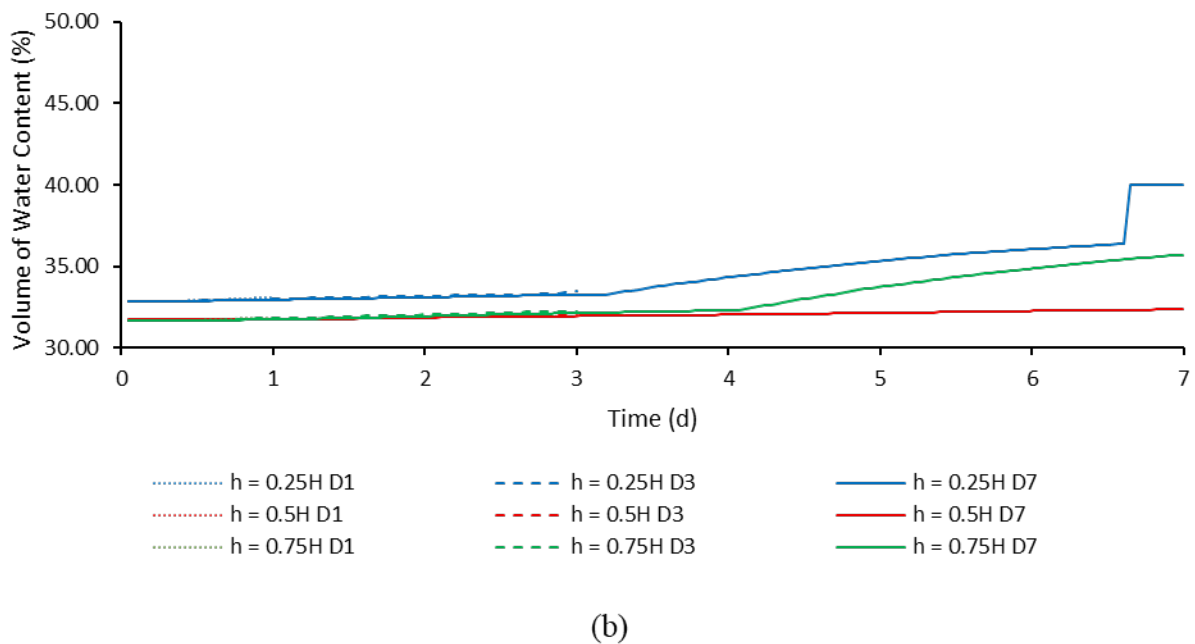 50.00
45.00
40.00
35.00
30.00
Volume of Water Content (%)
0 1 2 3 4 5 6 7
Time (d)
h = 0.25H D1 h = 0.25H D3 h = 0.25H D7
h = 0.5H D1 h = 0.5H D3 h = 0.5H D7
h = 0.75H D1 h = 0.75H D3 h = 0.75H D7
(b)